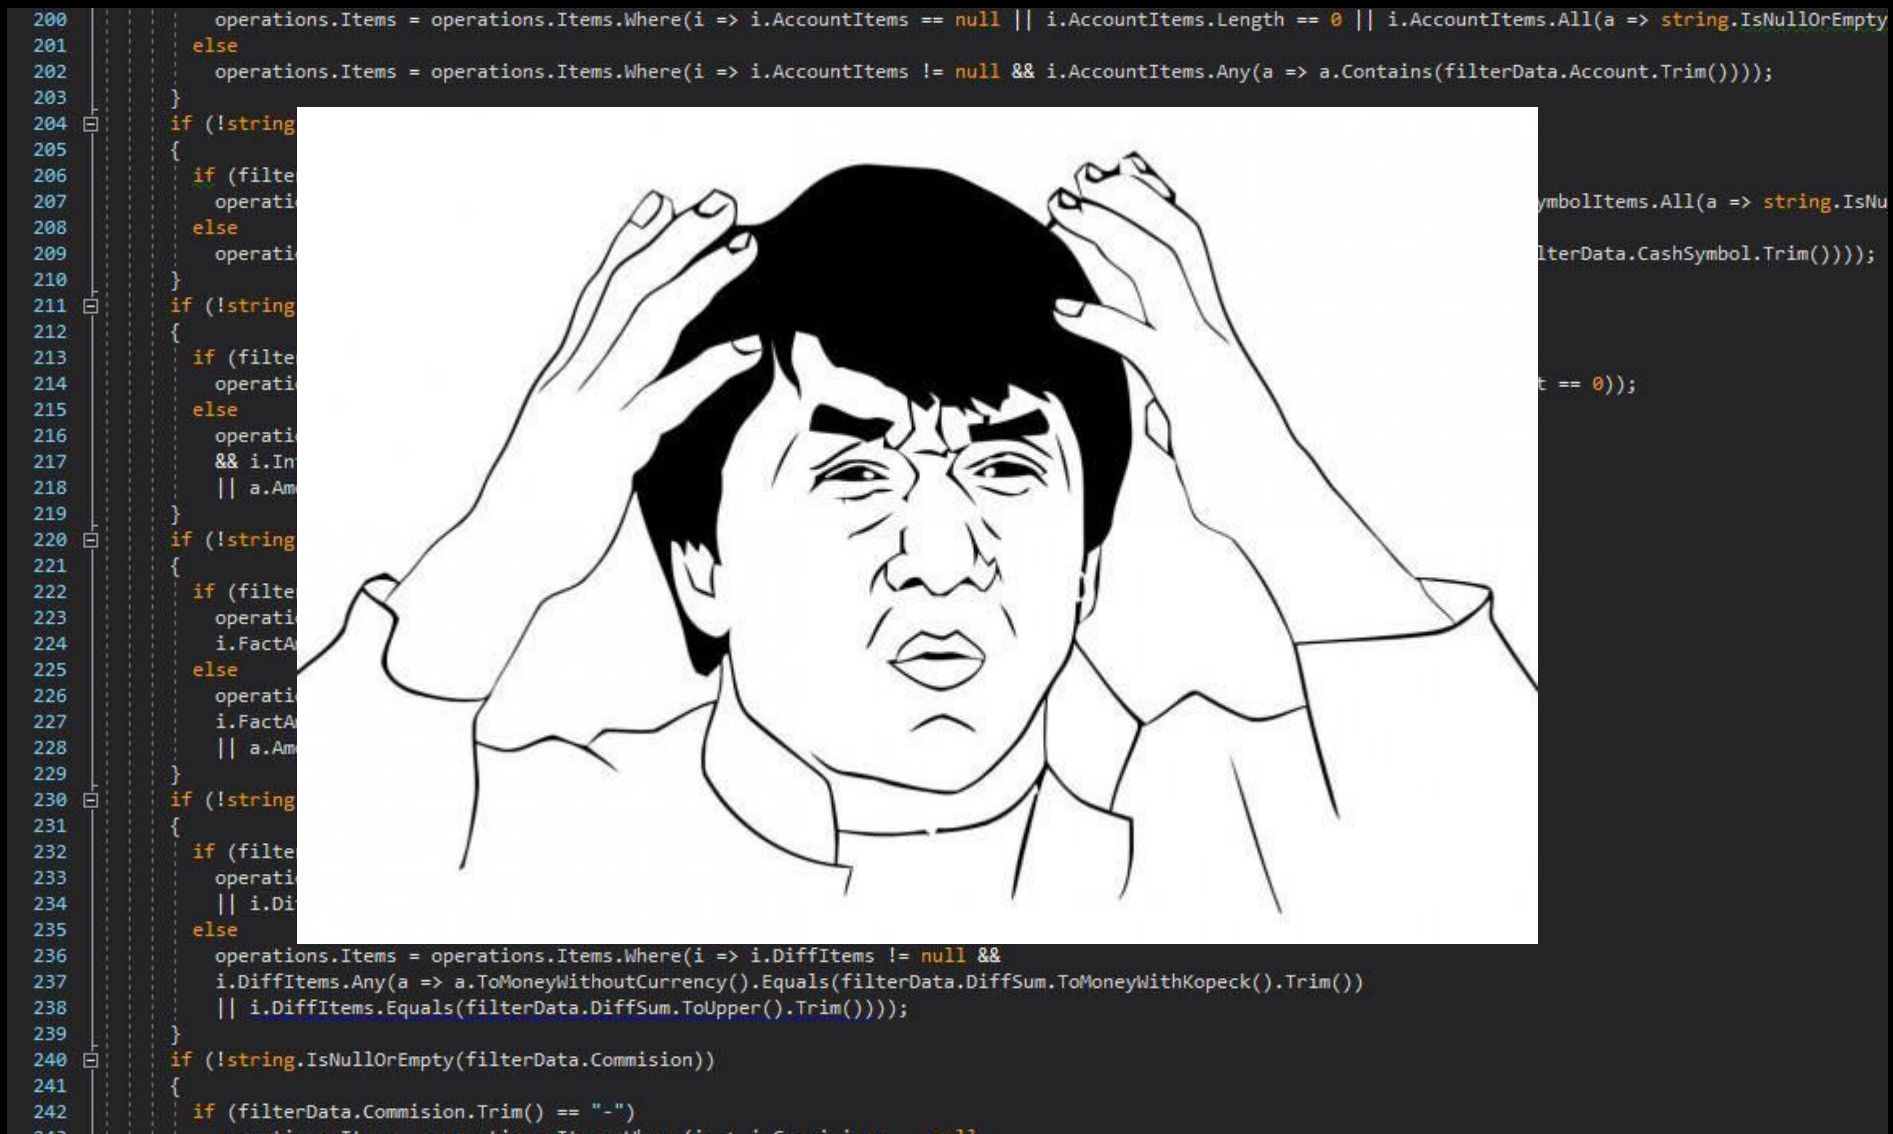 200 operations.Items = operations.Items.Where(i => i.AccountItems == null || i.AccountItems.Length == 0 || i.AccountItems.All(a => string.IsNullOrEmpty
201 else
202 operations.Items = operations.Items.Where(i => i.AccountItems != null && i.AccountItems.Any(a => a.Contains(filterData.Account.Trim())));
203 }
204 if (!string
205 {
206 if (filte
207 operati ymbolItems.All(a => string.IsNu
208 else
209 operati lterData.CashSymbol.Trim())));
210 }
211 if (!string
212 {
213 if (filte
214 operati t == 0));
215 else
216 operati
217 && i.In
218 || a.Am
219 }
220 if (!string
221 {
222 if (filte
223 operati
224 i.FactA
225 else
226 operati
227 i.FactA
228 || a.Am
229 }
230 if (!string
231 {
232 if (filte
233 operati
234 || i.Di
235 else
236 operations.Items = operations.Items.Where(i => i.DiffItems != null &&
237 i.DiffItems.Any(a => a.ToMoneyWithoutCurrency().Equals(filterData.DiffSum.ToMoneyWithKopeck().Trim())
238 || i.DiffItems.Equals(filterData.DiffSum.ToUpper().Trim())));
239 }
240 if (!string.IsNullOrEmpty(filterData.Commision))
241 {
242 if (filterData.Commision.Trim() == "-")